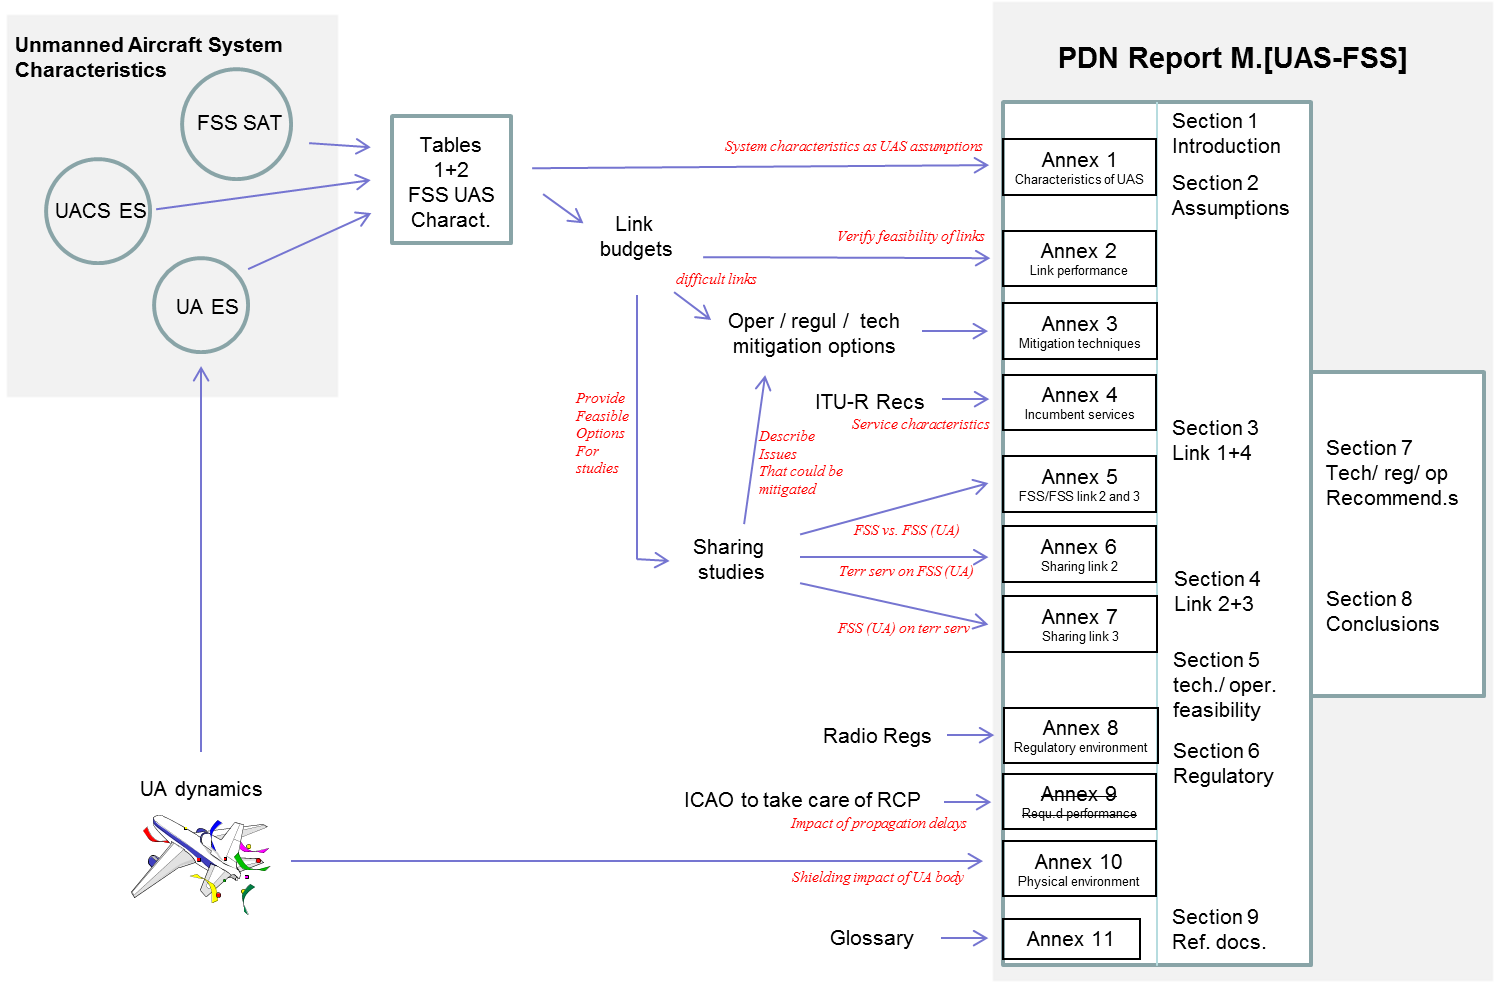 Unmanned Aircraft System
Characteristics
FSS SAT
UACS ES
UA ES
Tables
1+2
FSS UAS
Charact.
Link
budgets
System characteristics as UAS assumptions
Verify feasibility of links
difficult links
Oper / regul / tech
mitigation options
Provide
Feasible
Options
For
studies
ITU-R Recs
Service characteristics
Describe
Issues
That could be
mitigated
Sharing
studies
FSS vs. FSS (UA)
Terr serv on FSS (UA)
FSS (UA) on terr serv
Radio Regs
UA dynamics
ICAO to take care of RCP
Impact of propagation delays
Shielding impact of UA body
Glossary
PDN Report M.[UAS-FSS]
Annex 1
Characteristics of UAS
Annex 2
Link performance
Annex 3
Mitigation techniques
Annex 4
Incumbent services
Annex 5
FSS/FSS link 2 and 3
Annex 6
Sharing link 2
Annex 7
Sharing link 3
Annex 8
Regulatory environment
Annex 9
Requ.d performance
Annex 10
Physical environment
Annex 11
Section 1
Introduction
Section 2
Assumptions
Section 3
Link 1+4
Section 4
Link 2+3
Section 5
tech./ oper.
feasibility
Section 6
Regulatory
Section 9
Ref. docs.
Section 7
Tech/ reg/ op
Recommend.s
Section 8
Conclusions